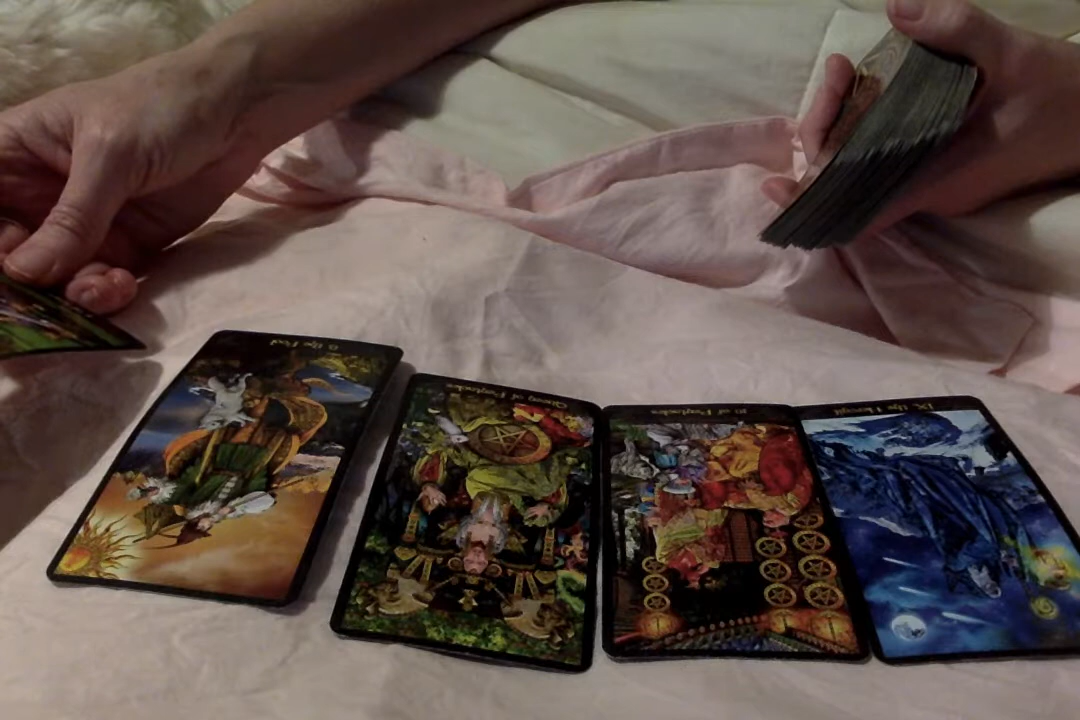 0 the Fool
Queen of Pentacles
10 of Pentacles
IX the Hermit